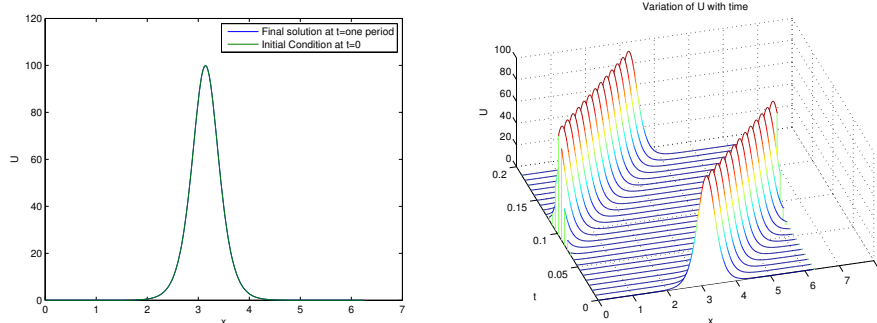 120
100
80
60
40
20
0
U
0 1 2 3 4 5 6 7
x
Final solution at t=one period
Initial Condition at t=0
Variation of U with time
100
80
60
40
20
0
U
0.2
0.15
0.1
0.05
0
t
0 1 2 3 4 5 6 7
x